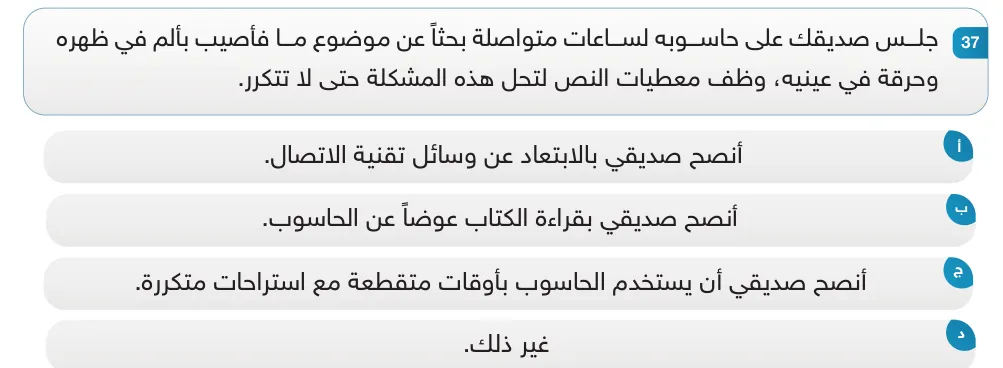 37 جلس صديقك على حاسوبه لساعات متواصلة بحثاً عن موضوع ما فأصيب بألم في ظهره
وحرقة في عينيه، وظف معطيات النص لتحل هذه المشكلة حتى لا تتكرر.
أ أنصح صديقي بالابتعاد عن وسائل تقنية الاتصال.
ب أنصح صديقي بقراءة الكتاب عوضاً عن الحاسوب.
ج أنصح صديقي أن يستخدم الحاسوب بأوقات متقطعة مع استراحات متكررة.
د غير ذلك.